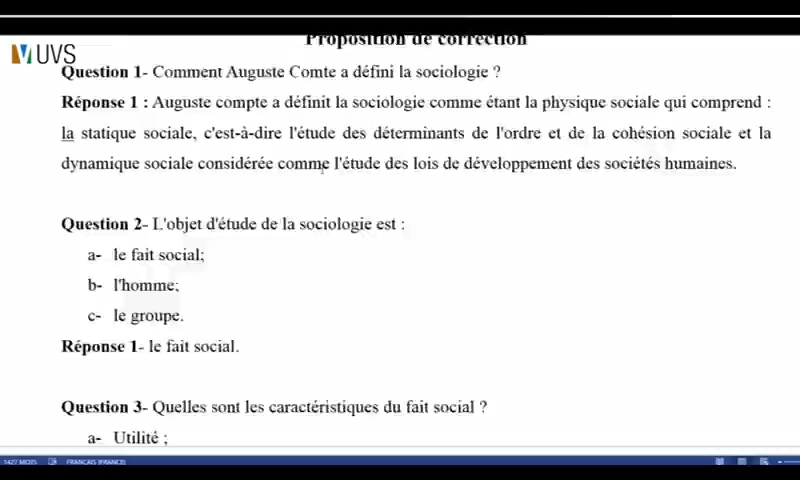 Proposition de correction
UVS
Question 1- Comment Auguste Comte a défini la sociologie ?
Réponse 1 : Auguste compte a définit la sociologie comme étant la physique sociale qui comprend :
la statique sociale, c'est-à-dire l'étude des déterminants de l'ordre et de la cohésion sociale et la
dynamique sociale considérée comme l'étude des lois de développement des sociétés humaines.
Question 2- L'objet d'étude de la sociologie est :
a- le fait social;
b- l'homme;
c- le groupe.
Réponse 1- le fait social.
Question 3- Quelles sont les caractéristiques du fait social ?
a- Utilité ;
1427 MOTS FRANÇAIS (FRANCE)